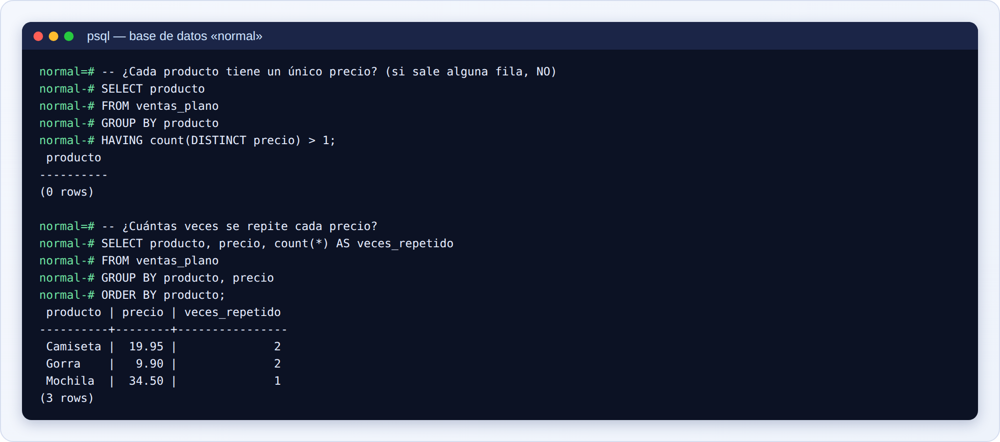 psql — base de datos «normal»
normal=# -- ¿Cada producto tiene un único precio? (si sale alguna fila, NO)
normal-# SELECT producto
normal-# FROM ventas_plano
normal-# GROUP BY producto
normal-# HAVING count(DISTINCT precio) > 1;
 producto
----------
(0 rows)

normal=# -- ¿Cuántas veces se repite cada precio?
normal-# SELECT producto, precio, count(*) AS veces_repetido
normal-# FROM ventas_plano
normal-# GROUP BY producto, precio
normal-# ORDER BY producto;
 producto | precio | veces_repetido
----------+--------+----------------
 Camiseta |  19.95 |              2
 Gorra    |   9.90 |              2
 Mochila  |  34.50 |              1
(3 rows)